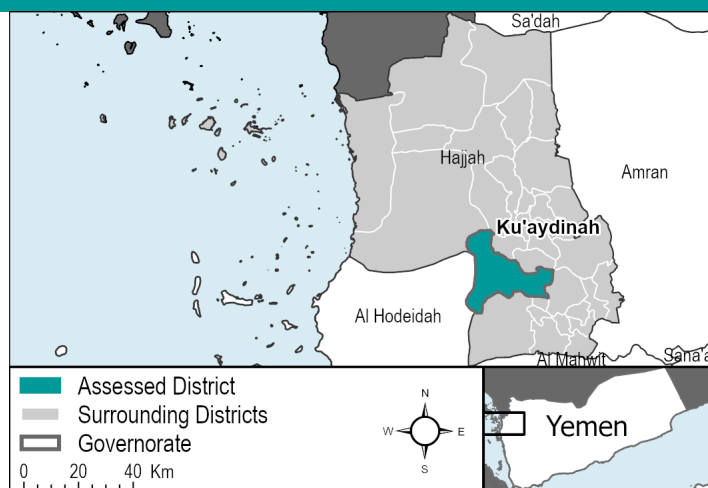 Sa'dah
Hajjah
Amran
Ku'aydinah
Al Hodeidah
Al Mahwit
Sana'a
Assessed District
Surrounding Districts
Governorate
0 20 40 Km
N
W E
S
Yemen